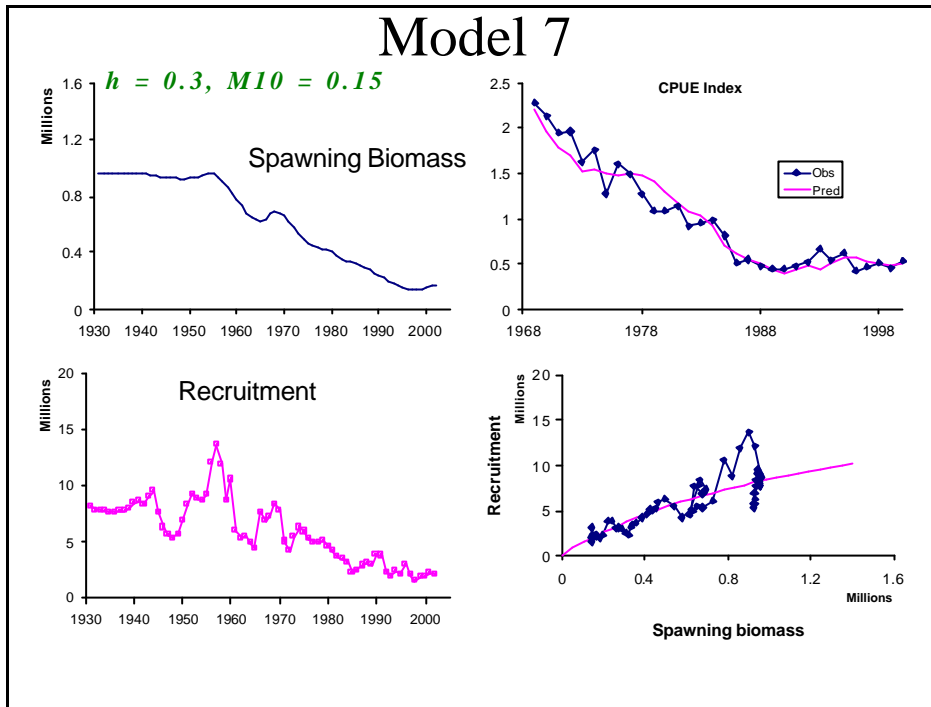 Model 7
h = 0.3, M10 = 0.15
Millions
1.6
1.2
0.8
0.4
0
Spawning Biomass
1930 1940 1950 1960 1970 1980 1990 2000
CPUE Index
2.5
2
1.5
1
0.5
0
Obs
Pred
1968 1978 1988 1998
Recruitment
Millions
20
15
10
5
0
1930 1940 1950 1960 1970 1980 1990 2000
Recruitment
Millions
20
15
10
5
0
0 0.4 0.8 1.2 1.6
Millions
Spawning biomass